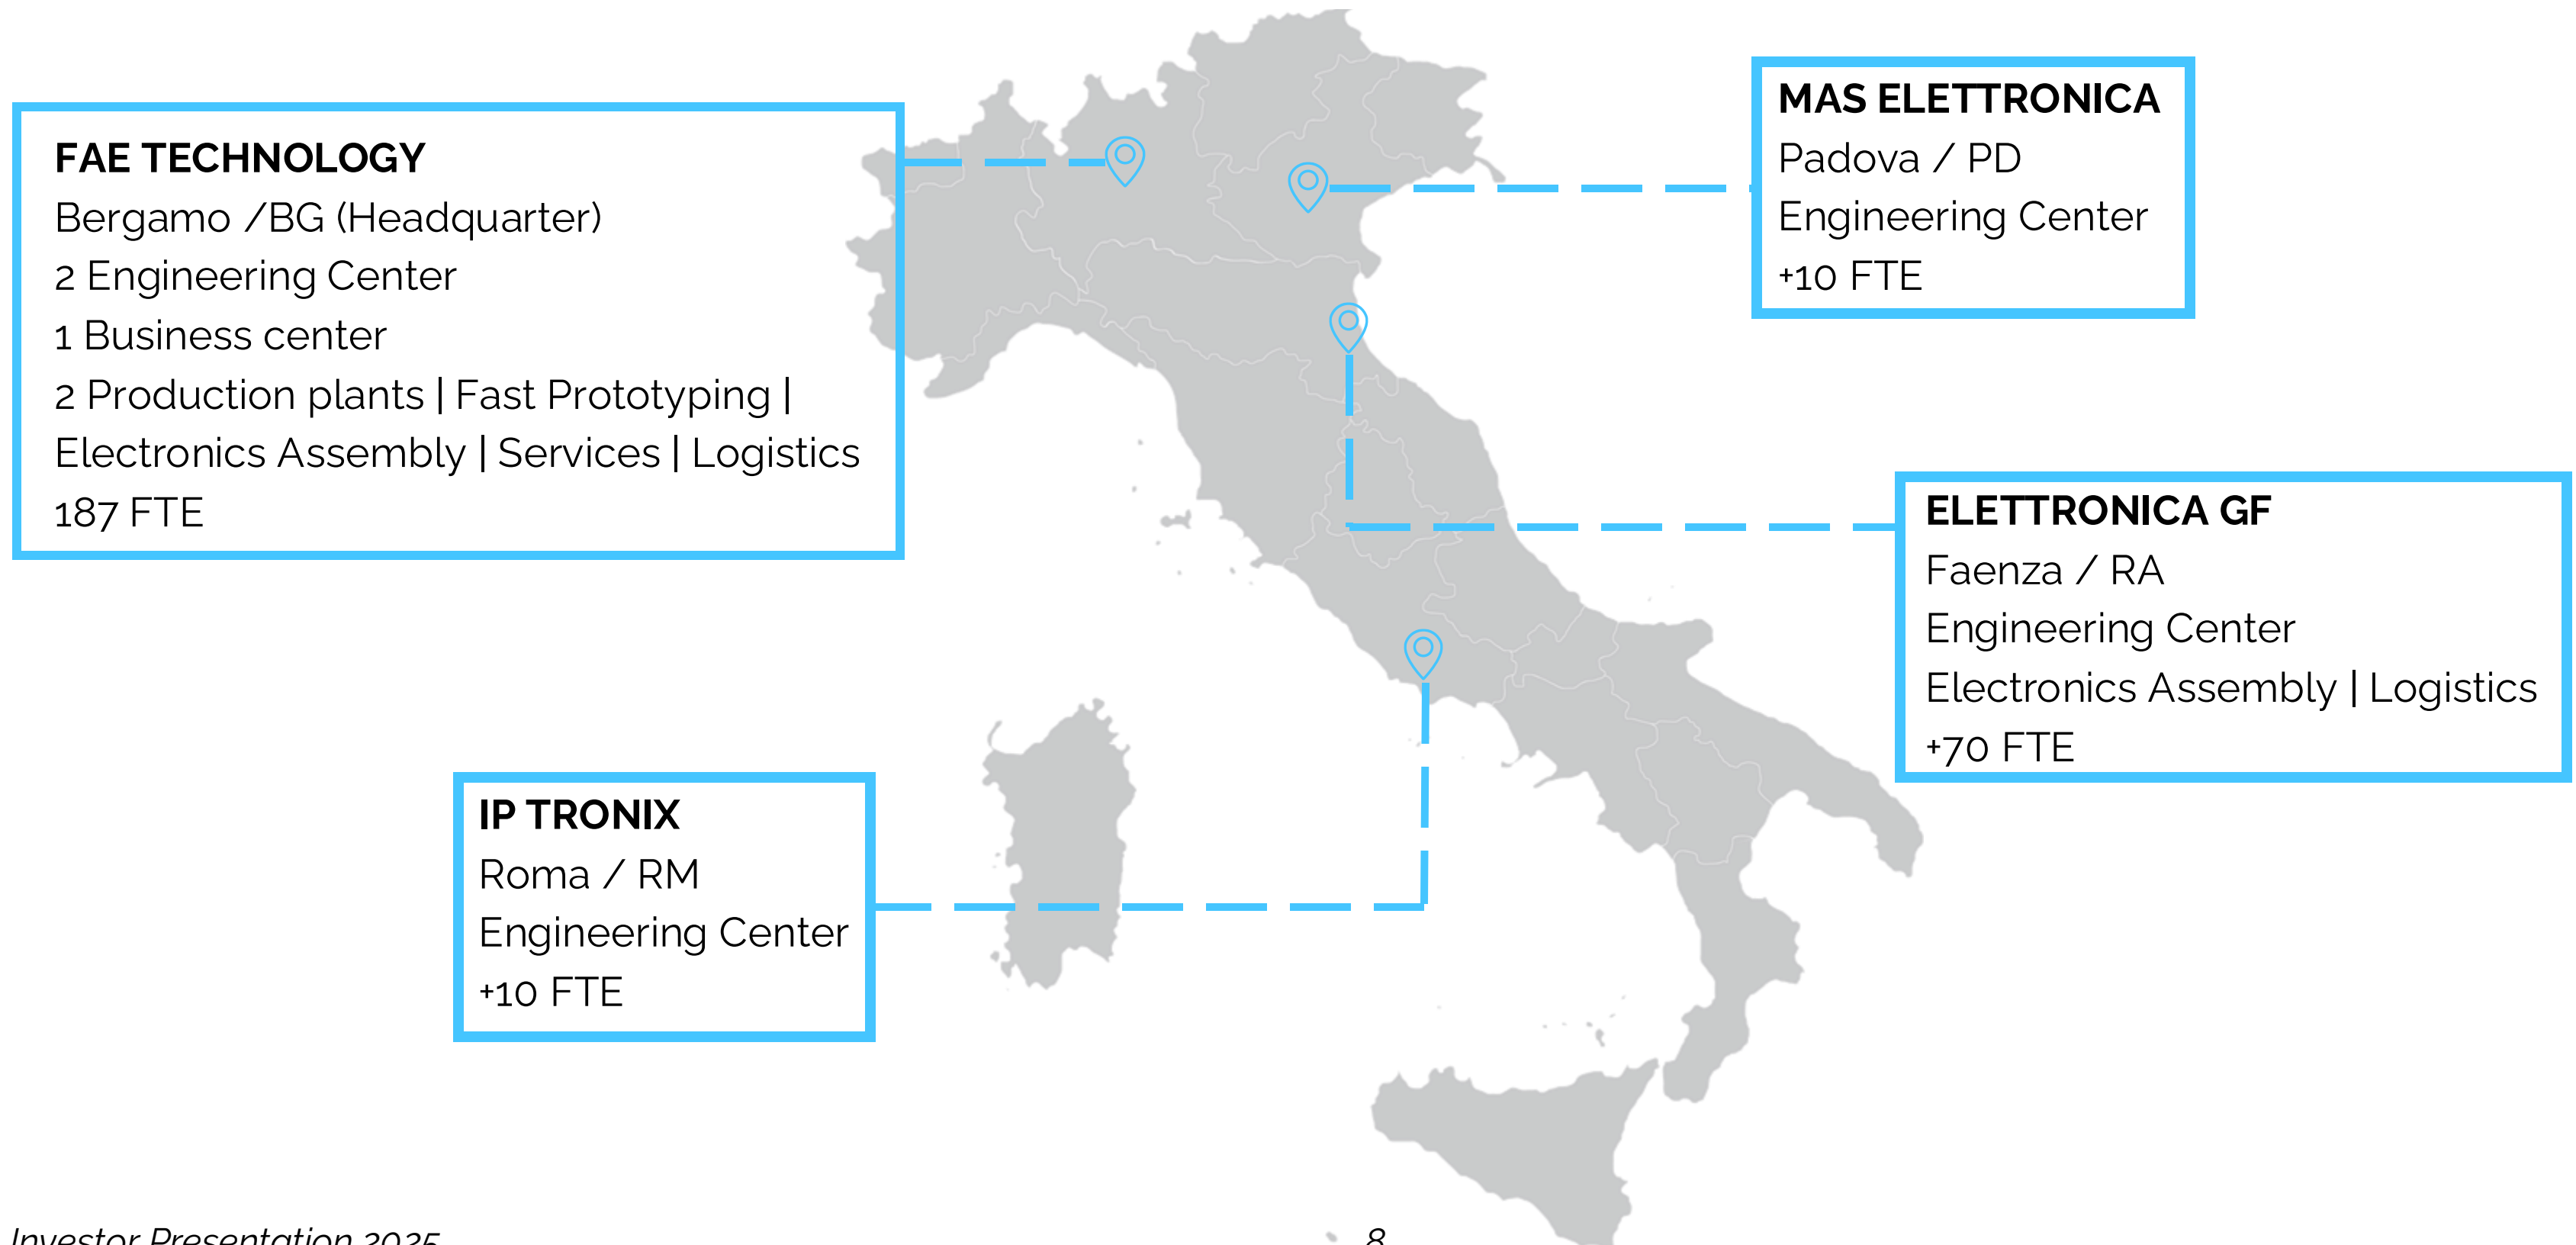 FAE TECHNOLOGY
Bergamo /BG (Headquarter)
2 Engineering Center
1 Business center
2 Production plants | Fast Prototyping |
Electronics Assembly | Services | Logistics
187 FTE
MAS ELETTRONICA
Padova / PD
Engineering Center
+10 FTE
ELETTRONICA GF
Faenza / RA
Engineering Center
Electronics Assembly | Logistics
+70 FTE
IP TRONIX
Roma / RM
Engineering Center
+10 FTE
Investor Presentation 2025
8